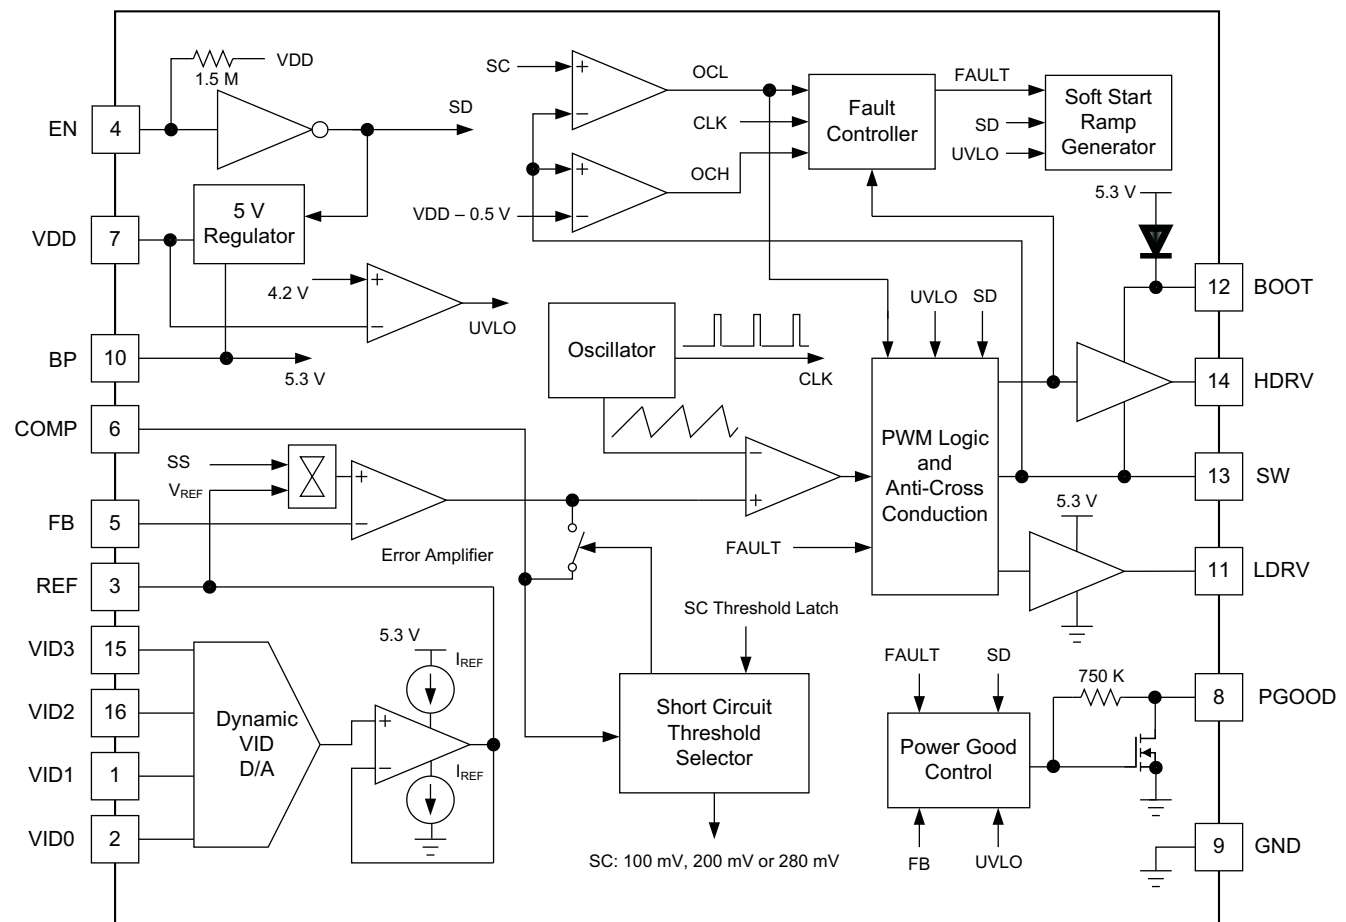 VDD
1.5 M
EN
4
SD
SC
OCL
CLK
OCH
VDD – 0.5 V
Fault
Controller
FAULT
SD
UVLO
Soft Start
Ramp
Generator
5 V
Regulator
VDD
7
4.2 V
UVLO
BP
10
5.3 V
COMP
6
Oscillator
CLK
UVLO
SD
5.3 V
12
BOOT
14
HDRV
PWM Logic
and
Anti-Cross
Conduction
13
SW
SS
VREF
FB
5
Error Amplifier
FAULT
5.3 V
11
LDRV
REF
3
SC Threshold Latch
VID3
15
VID2
16
VID1
1
VID0
2
Dynamic
VID
D/A
5.3 V
IREF
IREF
Short Circuit
Threshold
Selector
SC: 100 mV, 200 mV or 280 mV
FAULT
SD
Power Good
Control
FB
UVLO
750 K
8
PGOOD
9
GND